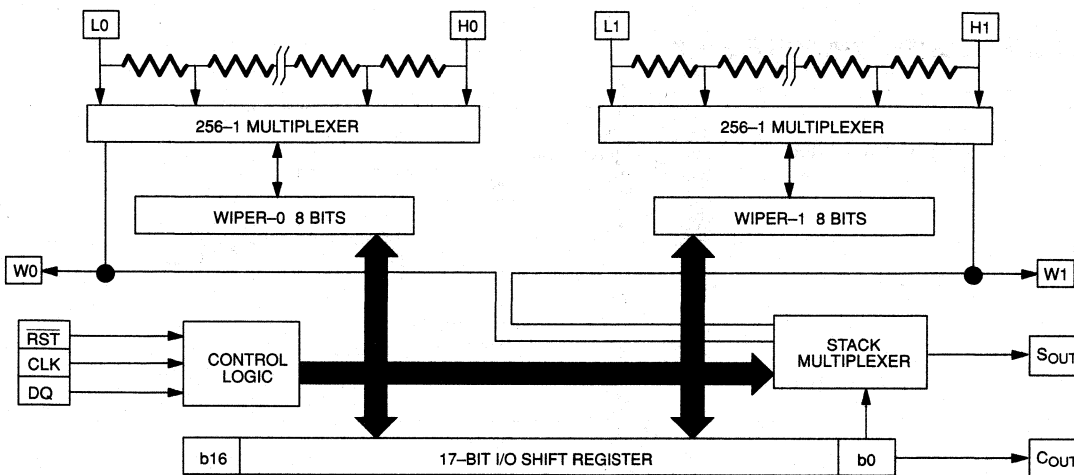 L0
H0
L1
H1
256–1 MULTIPLEXER
256–1 MULTIPLEXER
WIPER–0 8 BITS
WIPER–1 8 BITS
W0
W1
RST
CLK
DQ
CONTROL
LOGIC
STACK
MULTIPLEXER
SOUT
b16
17–BIT I/O SHIFT REGISTER
b0
COUT